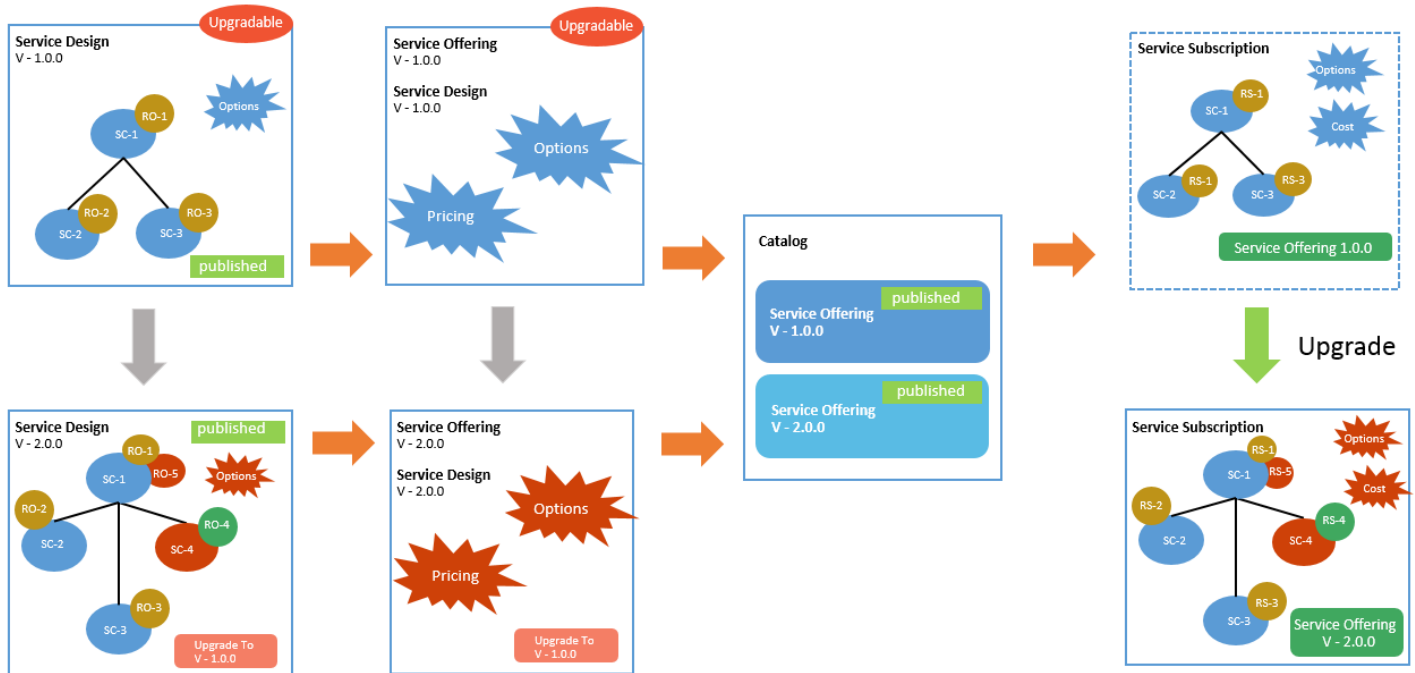 Upgradable
Service Design
V - 1.0.0
Options
RO-1
SC-1
RO-2
SC-2
RO-3
SC-3
published
Upgradable
Service Offering
V - 1.0.0
Service Design
V - 1.0.0
Options
Pricing
Catalog
published
Service Offering
V - 1.0.0
published
Service Offering
V - 2.0.0
Service Subscription
Options
RS-1
SC-1
Cost
RS-1
SC-2
RS-3
SC-3
Service Offering 1.0.0
Upgrade
Service Design
V - 2.0.0
published
RO-1
RO-5
SC-1
Options
RO-2
SC-2
RO-4
SC-4
RO-3
SC-3
Upgrade To
V - 1.0.0
Service Offering
V - 2.0.0
Service Design
V - 2.0.0
Options
Pricing
Upgrade To
V - 1.0.0
Service Subscription
Options
RS-1
RS-5
SC-1
Cost
RS-2
SC-2
RS-4
SC-4
RS-3
SC-3
Service Offering
V - 2.0.0